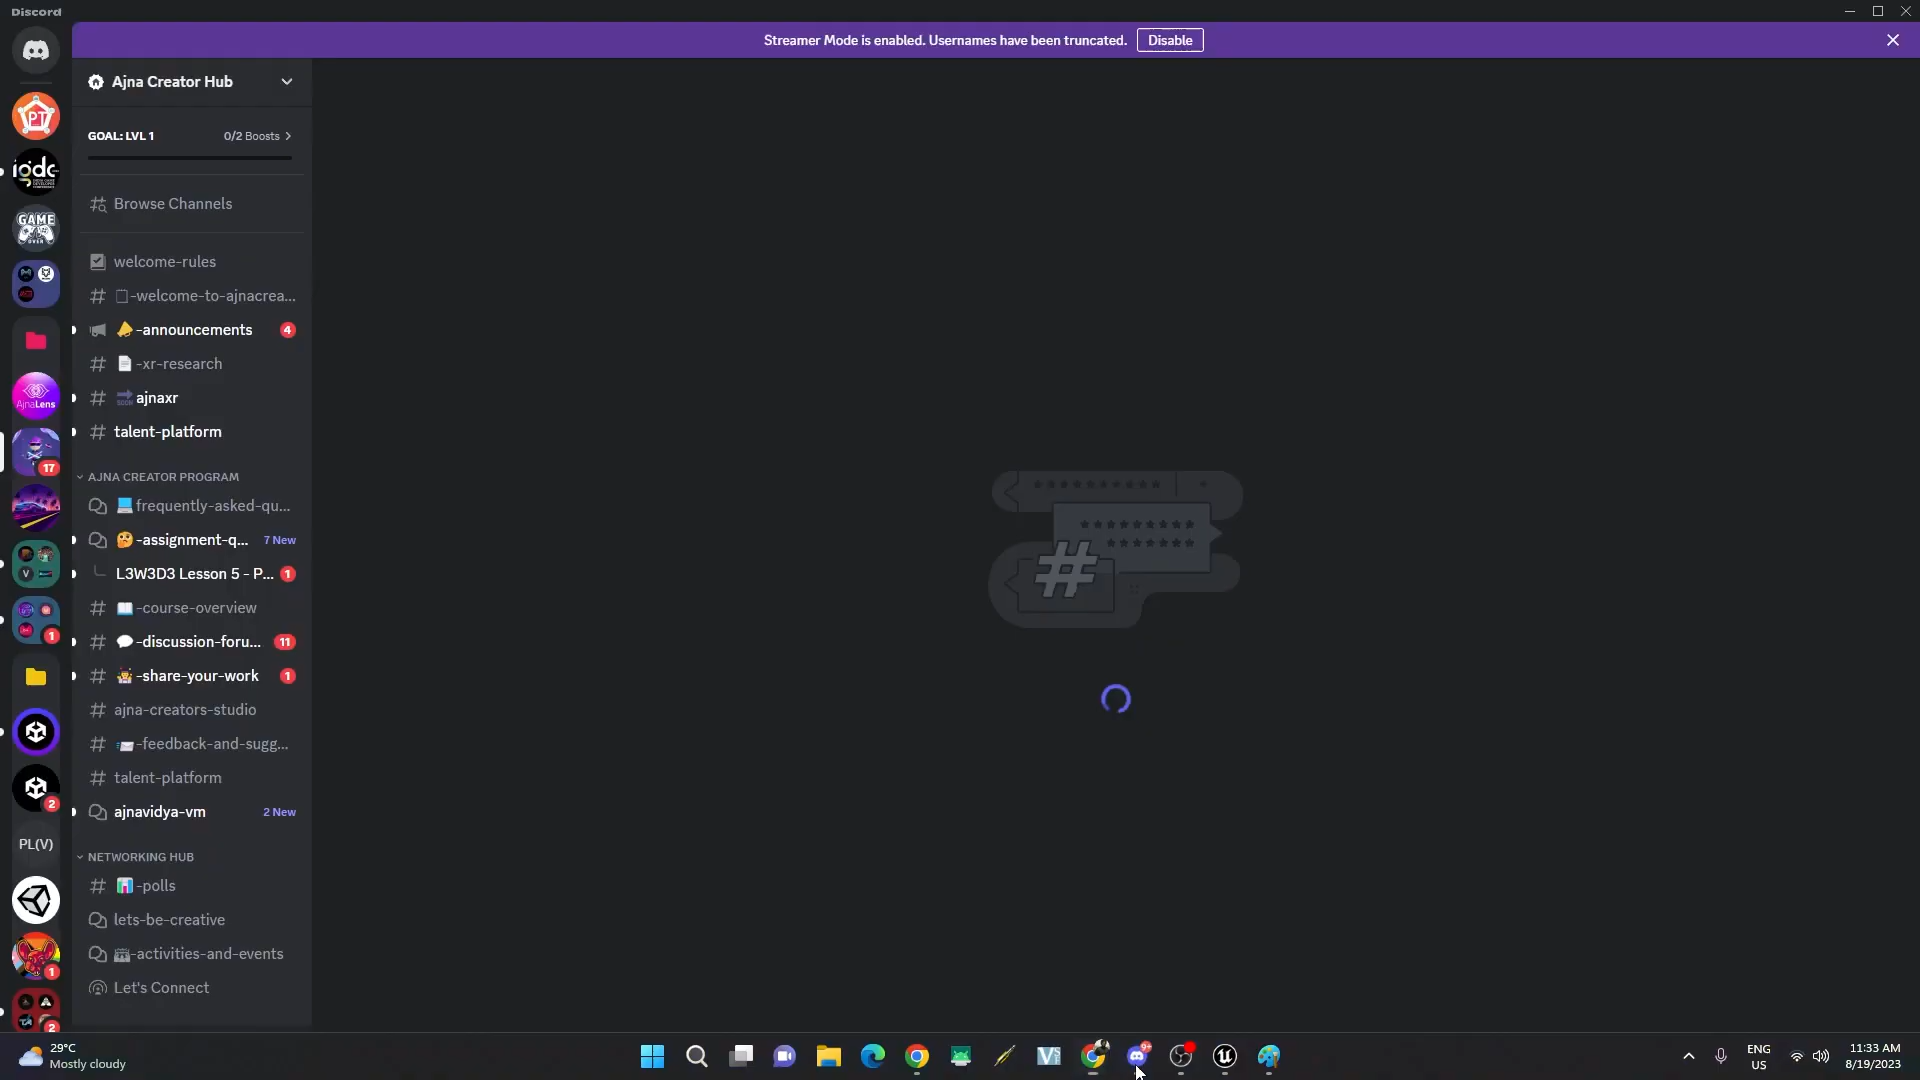 Discord
Streamer Mode is enabled. Usernames have been truncated.
Disable
Ajna Creator Hub
GOAL: LVL 1
0/2 Boosts
Browse Channels
welcome-rules
-welcome-to-ajnacrea...
-announcements
4
-xr-research
SOON
ajnaxr
talent-platform
AJNA CREATOR PROGRAM
frequently-asked-qu...
-assignment-q...
7 New
L3W3D3 Lesson 5 - P...
1
-course-overview
-discussion-foru...
11
-share-your-work
1
ajna-creators-studio
-feedback-and-sugg...
talent-platform
ajnavidya-vm
2 New
NETWORKING HUB
-polls
lets-be-creative
-activities-and-events
Let's Connect
PT
igdc
GAME
OVER
AjnaLens
17
V
1
2
PL(V)
1
2
29°C
Mostly cloudy
9+
ENG
US
11:33 AM
8/19/2023